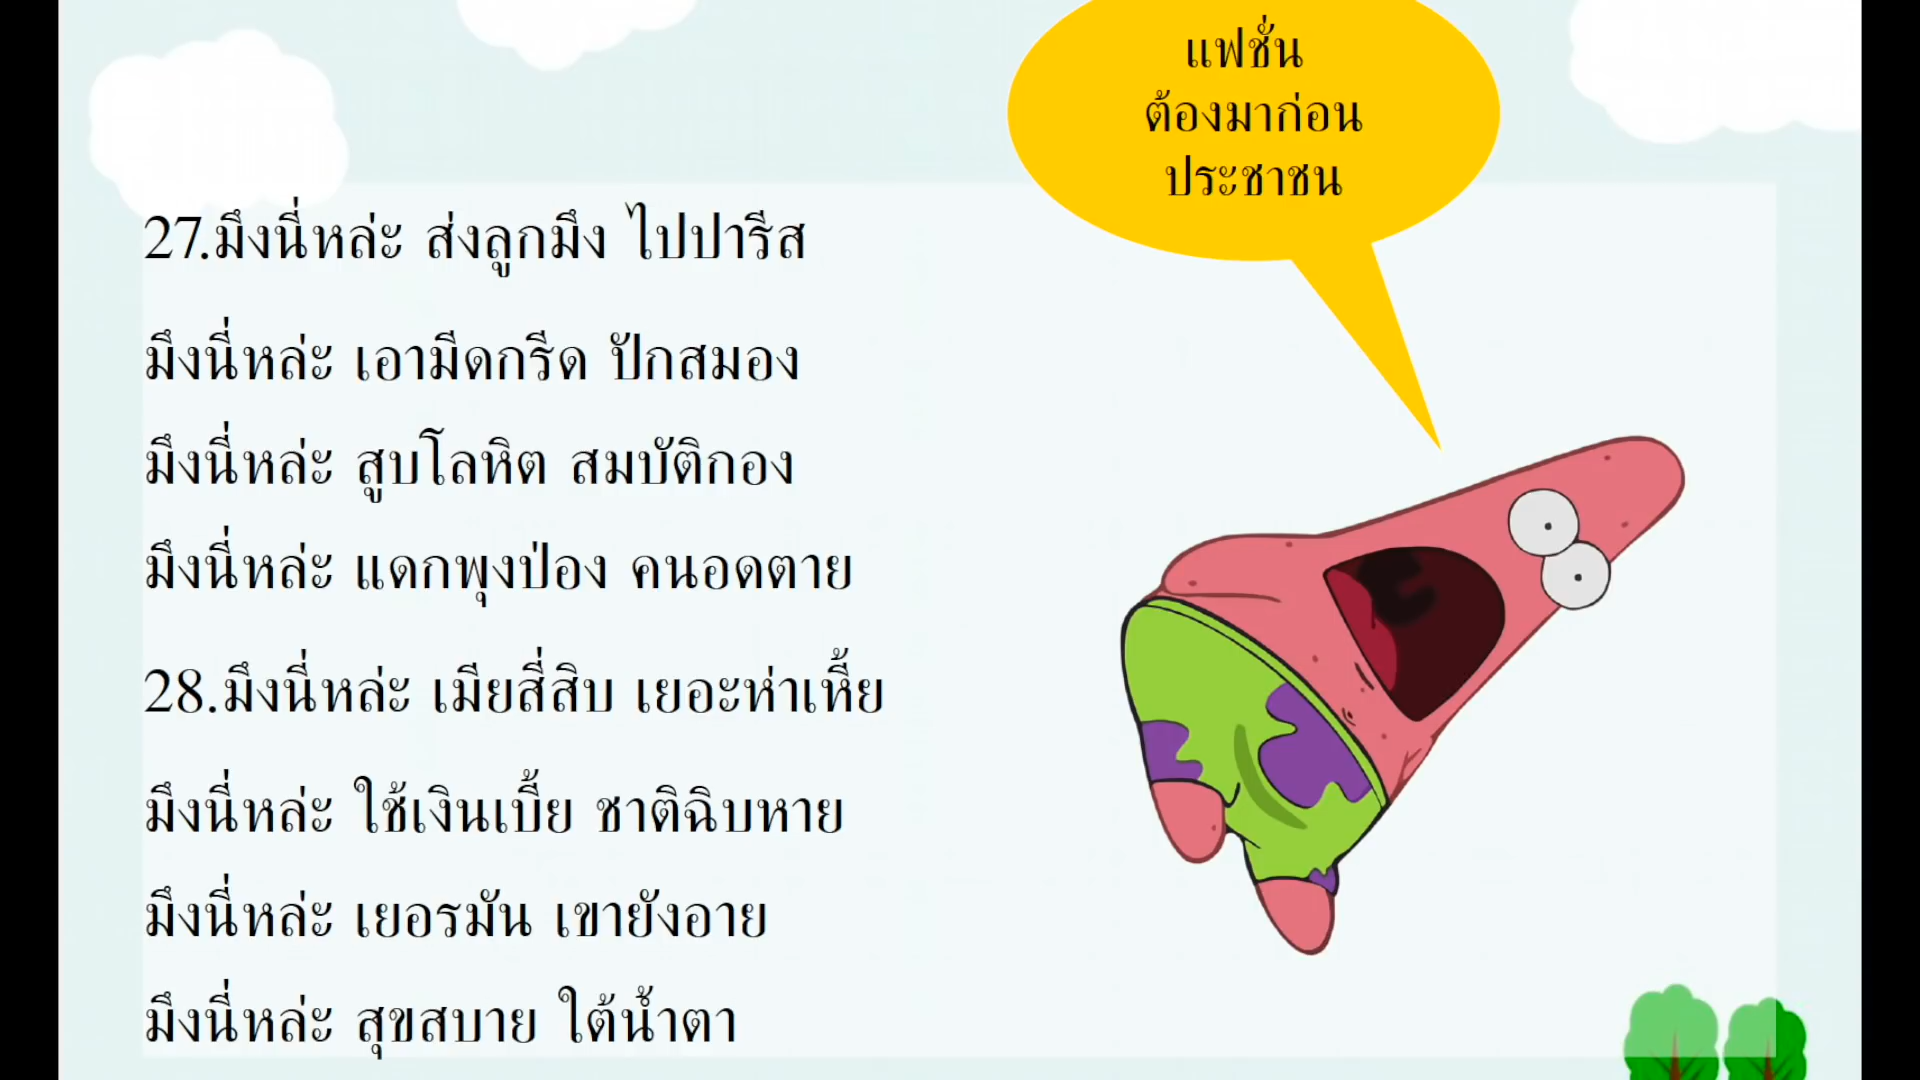 แฟชั่น
ต้องมาก่อน
ประชาชน
27.มึงนี่หล่ะ ส่งลูกมึง ไปปารีส
มึงนี่หล่ะ เอามีดกรีด ปักสมอง
มึงนี่หล่ะ สูบโลหิต สมบัติกอง
มึงนี่หล่ะ แดกพุงป่อง คนอดตาย
28.มึงนี่หล่ะ เมียสี่สิบ เยอะห่าเหี้ย
มึงนี่หล่ะ ใช้เงินเบี้ย ชาติฉิบหาย
มึงนี่หล่ะ เยอรมัน เขายังอาย
มึงนี่หล่ะ สุขสบาย ใต้น้ำตา